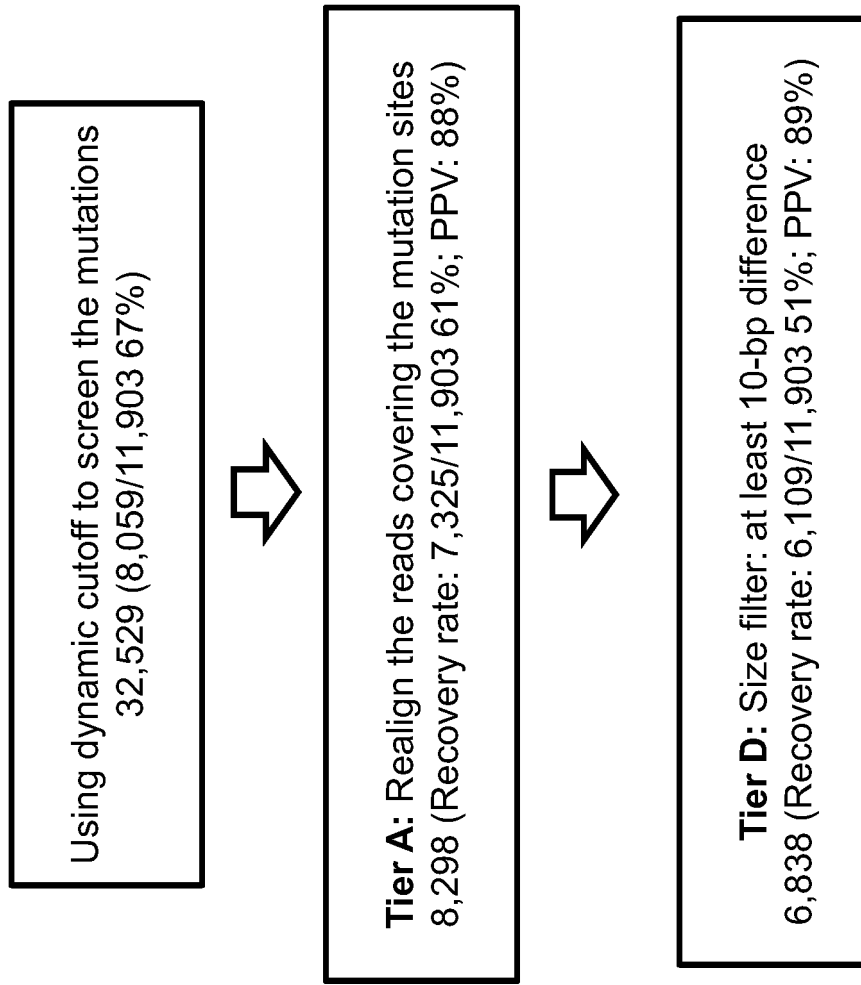 Using dynamic cutoff to screen the mutations
32,529 (8,059/11,903 67%)
Tier A: Realign the reads covering the mutation sites
8,298 (Recovery rate: 7,325/11,903 61%; PPV: 88%)
Tier D: Size filter: at least 10-bp difference
6,838 (Recovery rate: 6,109/11,903 51%; PPV: 89%)